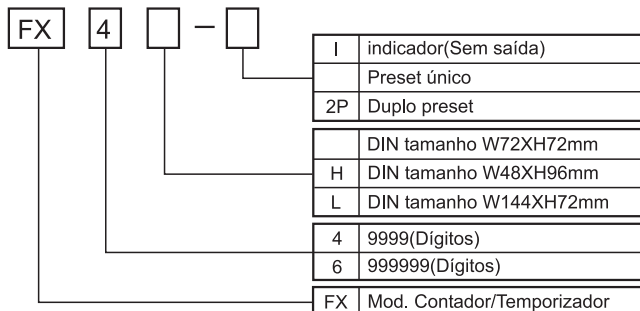 FX 4 –
I indicador(Sem saída)
Preset único
2P Duplo preset
DIN tamanho W72XH72mm
H DIN tamanho W48XH96mm
L DIN tamanho W144XH72mm
4 9999(Dígitos)
6 999999(Dígitos)
FX Mod. Contador/Temporizador